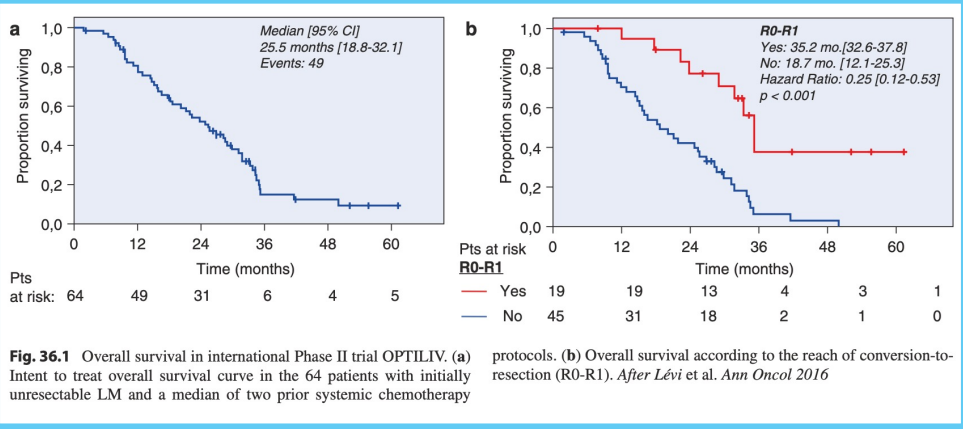 a
Median [95% CI]
25.5 months [18.8-32.1]
Events: 49
Proportion surviving
1,0
0,8
0,6
0,4
0,2
0,0
0 12 24 36 48 60
Time (months)
Pts
at risk: 64 49 31 6 4 5
b
R0-R1
Yes: 35.2 mo.[32.6-37.8]
No: 18.7 mo. [12.1-25.3]
Hazard Ratio: 0.25 [0.12-0.53]
p < 0.001
Proportion surviving
1,0
0,8
0,6
0,4
0,2
0,0
0 12 24 36 48 60
Time (months)
Pts at risk
R0-R1
Yes 19 19 13 4 3 1
No 45 31 18 2 1 0
Fig. 36.1 Overall survival in international Phase II trial OPTILIV. (a)
Intent to treat overall survival curve in the 64 patients with initially
unresectable LM and a median of two prior systemic chemotherapy
protocols. (b) Overall survival according to the reach of conversion-to-
resection (R0-R1). After Lévi et al. Ann Oncol 2016